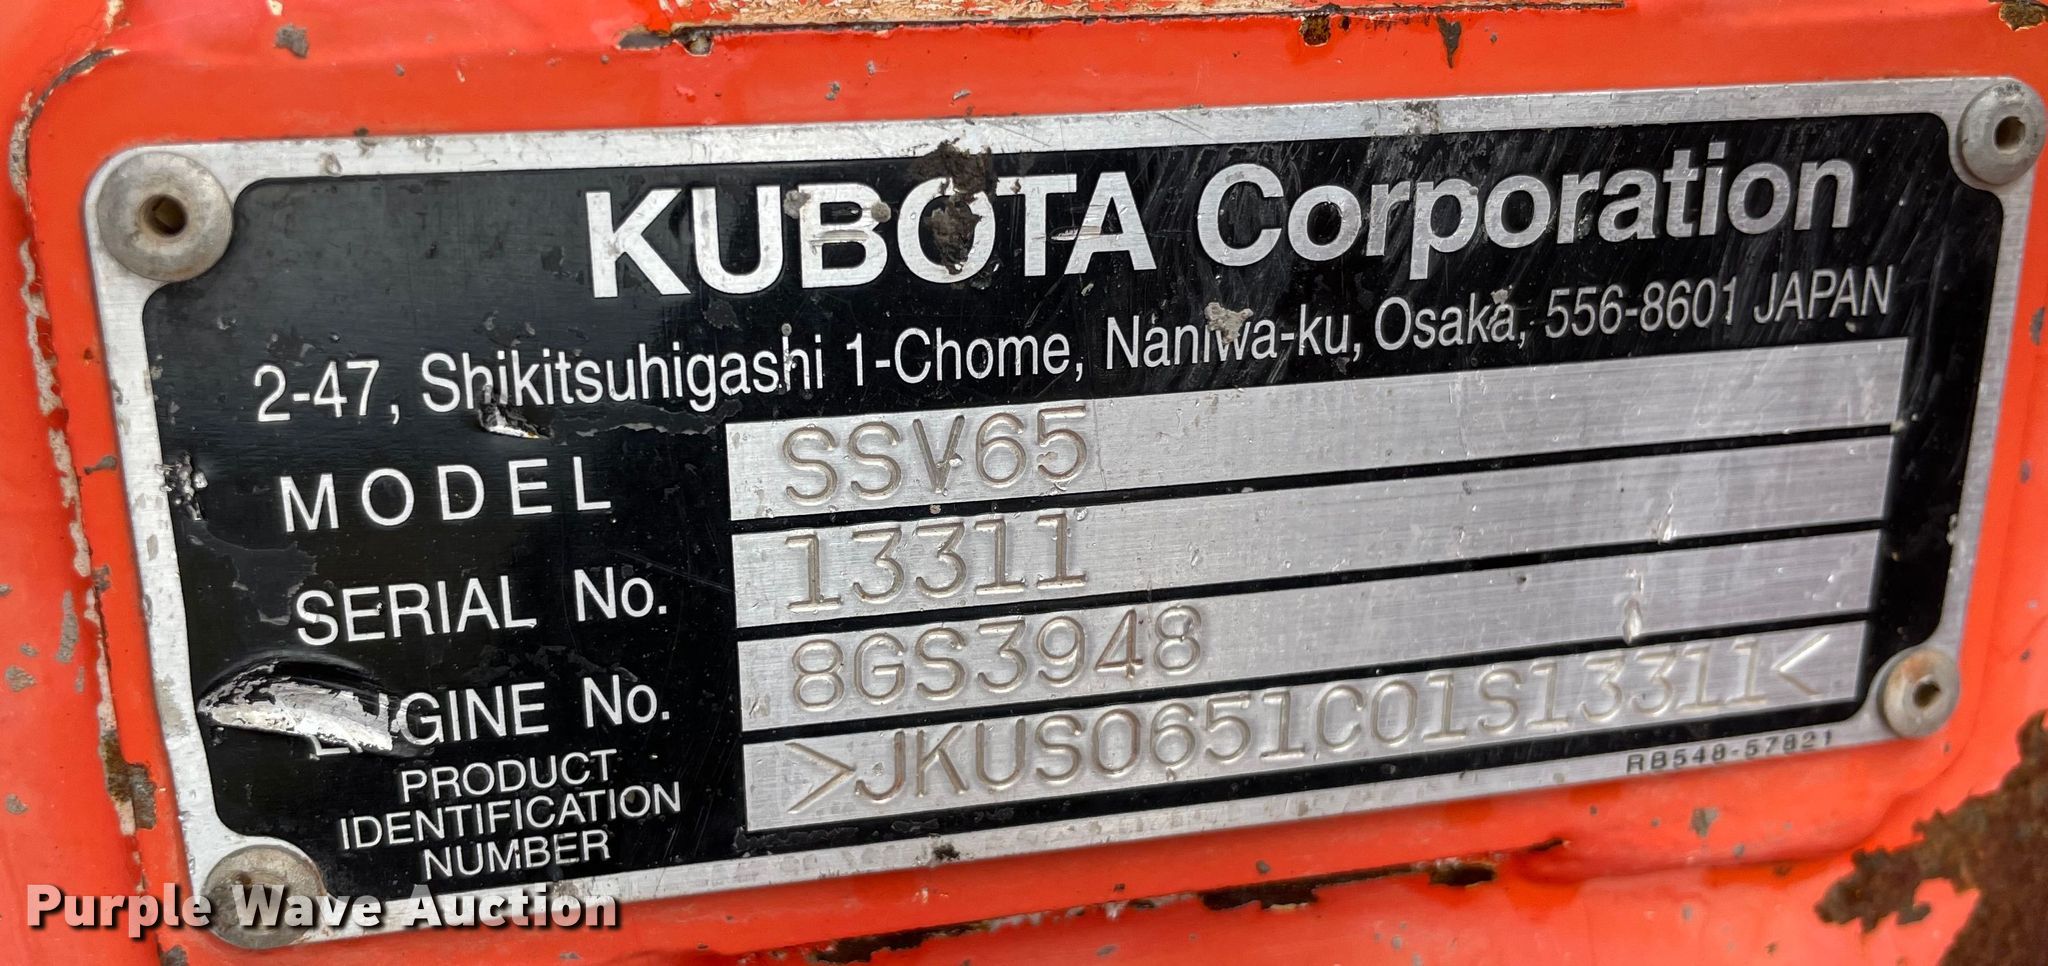 KUBOTA Corporation
2-47, Shikitsuhigashi 1-Chome, Naniwa-ku, Osaka, 556-8601 JAPAN
MODEL SSV65
SERIAL No. 13311
ENGINE No. 8GS3948
PRODUCT
IDENTIFICATION
NUMBER
>JKUS0651C01S13311<
RB548-57821
Purple Wave Auction